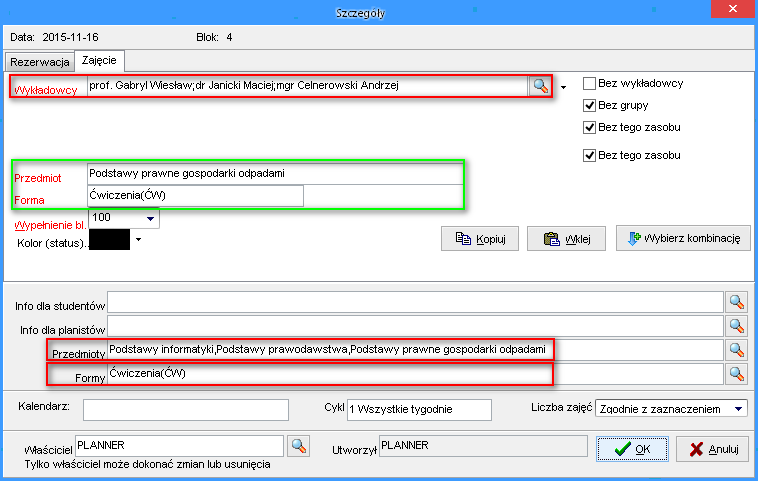 Szczegóły
Data: 2015-11-16 Blok: 4
Rezerwacja Zajęcie
Wykładowcy prof. Gabryl Wiesław;dr Janicki Maciej;mgr Celnerowski Andrzej
Bez wykładowcy
Bez grupy
Bez tego zasobu
Bez tego zasobu
Przedmiot Podstawy prawne gospodarki odpadami
Forma Ćwiczenia(ĆW)
Wypełnienie bl. 100
Kolor (status)..
Kopiuj Wklej Wybierz kombinację
Info dla studentów
Info dla planistów
Przedmioty Podstawy informatyki,Podstawy prawodawstwa,Podstawy prawne gospodarki odpadami
Formy Ćwiczenia(ĆW)
Kalendarz: Cykl 1 Wszystkie tygodnie Liczba zajęć Zgodnie z zaznaczeniem
Właściciel PLANNER Utworzył PLANNER OK Anuluj
Tylko właściciel może dokonać zmian lub usunięcia